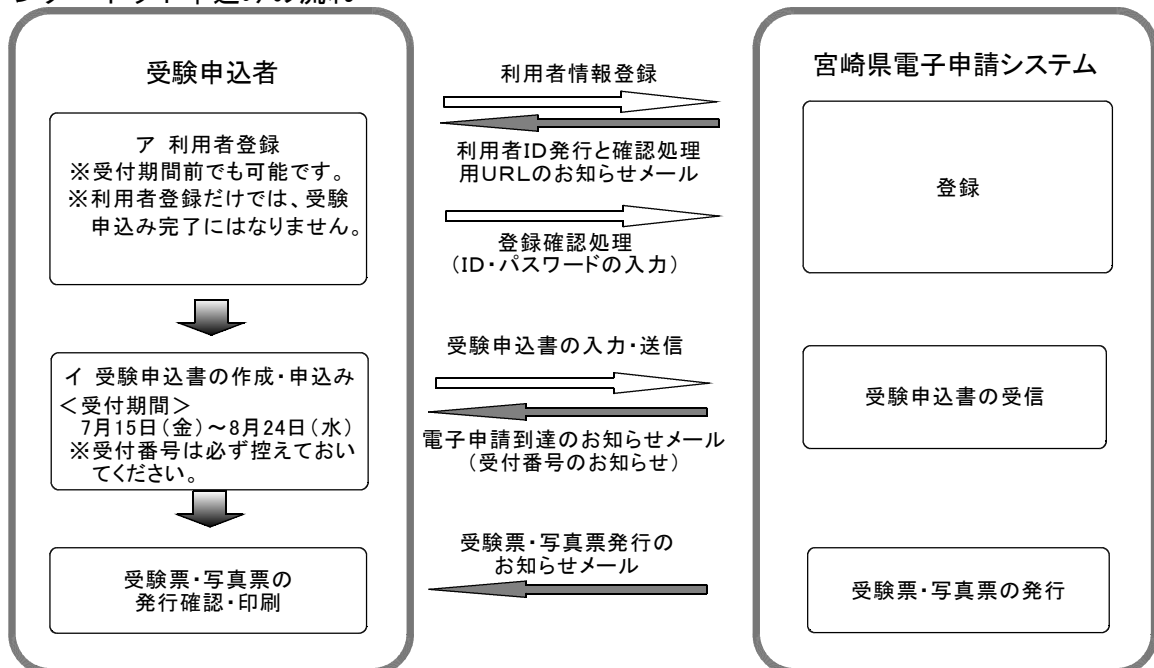 受験申込者
ア 利用者登録
※受付期間前でも可能です。
※利用者登録だけでは、受験
申込み完了にはなりません。
イ 受験申込書の作成・申込み
＜受付期間＞
7月15日(金)～8月24日(水)
※受付番号は必ず控えておい
てください。
受験票・写真票の
発行確認・印刷
利用者情報登録
利用者ID発行と確認処理
用URLのお知らせメール
登録確認処理
(ID・パスワードの入力)
受験申込書の入力・送信
電子申請到達のお知らせメール
(受付番号のお知らせ)
受験票・写真票発行の
お知らせメール
宮崎県電子申請システム
登録
受験申込書の受信
受験票・写真票の発行